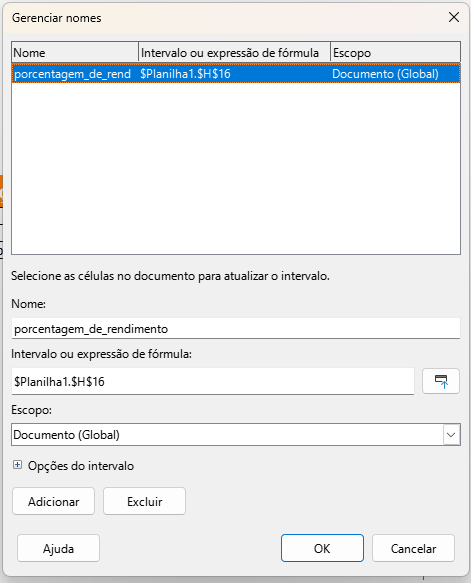 Gerenciar nomes
Nome Intervalo ou expressão de fórmula Escopo
porcentagem_de_rend $Planilha1.$H$16 Documento (Global)
Selecione as células no documento para atualizar o intervalo.
Nome:
porcentagem_de_rendimento
Intervalo ou expressão de fórmula:
$Planilha1.$H$16
Escopo:
Documento (Global)
Opções do intervalo
Adicionar Excluir
Ajuda OK Cancelar